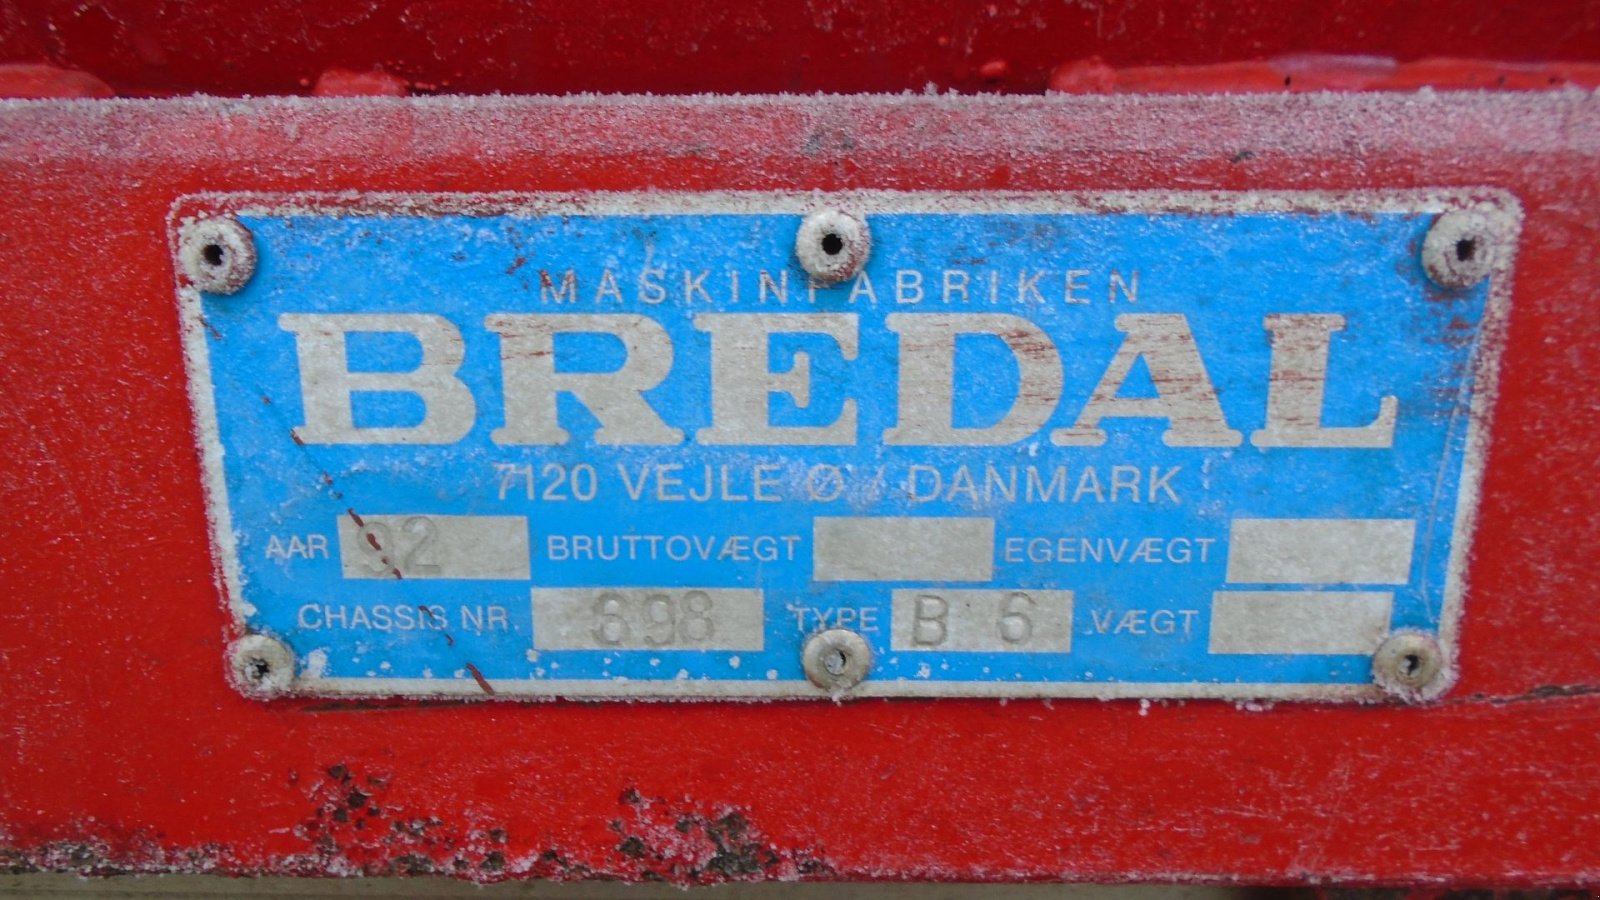 MASKINFABRIKEN
BREDAL
7120 VEJLE Ø / DANMARK
AAR 92 BRUTTOVÆGT EGENVÆGT
CHASSIS NR. 698 TYPE B 6 VÆGT